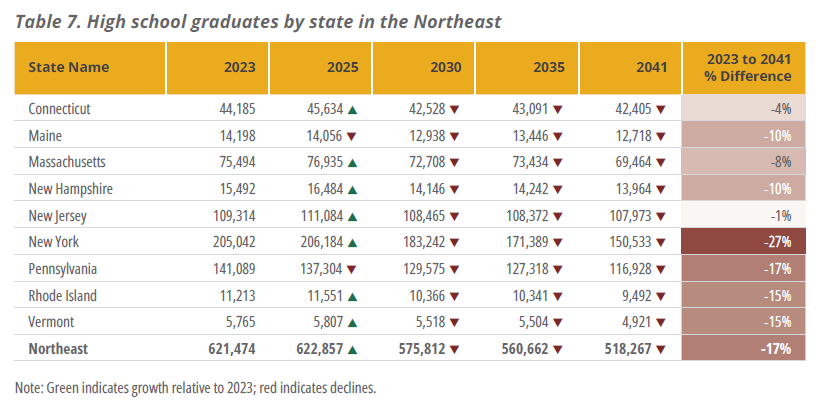 Table 7. High school graduates by state in the Northeast
State Name 2023 2025 2030 2035 2041 2023 to 2041 % Difference
Connecticut 44,185 45,634 ▲ 42,528 ▼ 43,091 ▼ 42,405 ▼ -4%
Maine 14,198 14,056 ▼ 12,938 ▼ 13,446 ▼ 12,718 ▼ -10%
Massachusetts 75,494 76,935 ▲ 72,708 ▼ 73,434 ▼ 69,464 ▼ -8%
New Hampshire 15,492 16,484 ▲ 14,146 ▼ 14,242 ▼ 13,964 ▼ -10%
New Jersey 109,314 111,084 ▲ 108,465 ▼ 108,372 ▼ 107,973 ▼ -1%
New York 205,042 206,184 ▲ 183,242 ▼ 171,389 ▼ 150,533 ▼ -27%
Pennsylvania 141,089 137,304 ▼ 129,575 ▼ 127,318 ▼ 116,928 ▼ -17%
Rhode Island 11,213 11,551 ▲ 10,366 ▼ 10,341 ▼ 9,492 ▼ -15%
Vermont 5,765 5,807 ▲ 5,518 ▼ 5,504 ▼ 4,921 ▼ -15%
Northeast 621,474 622,857 ▲ 575,812 ▼ 560,662 ▼ 518,267 ▼ -17%
Note: Green indicates growth relative to 2023; red indicates declines.